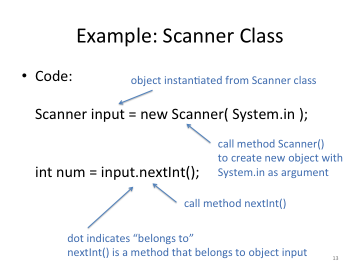 Example: Scanner Class
• Code:
object instantiated from Scanner class
Scanner input = new Scanner( System.in );
call method Scanner()
to create new object with
System.in as argument
int num = input.nextInt();
call method nextInt()
dot indicates “belongs to”
nextInt() is a method that belongs to object input
13